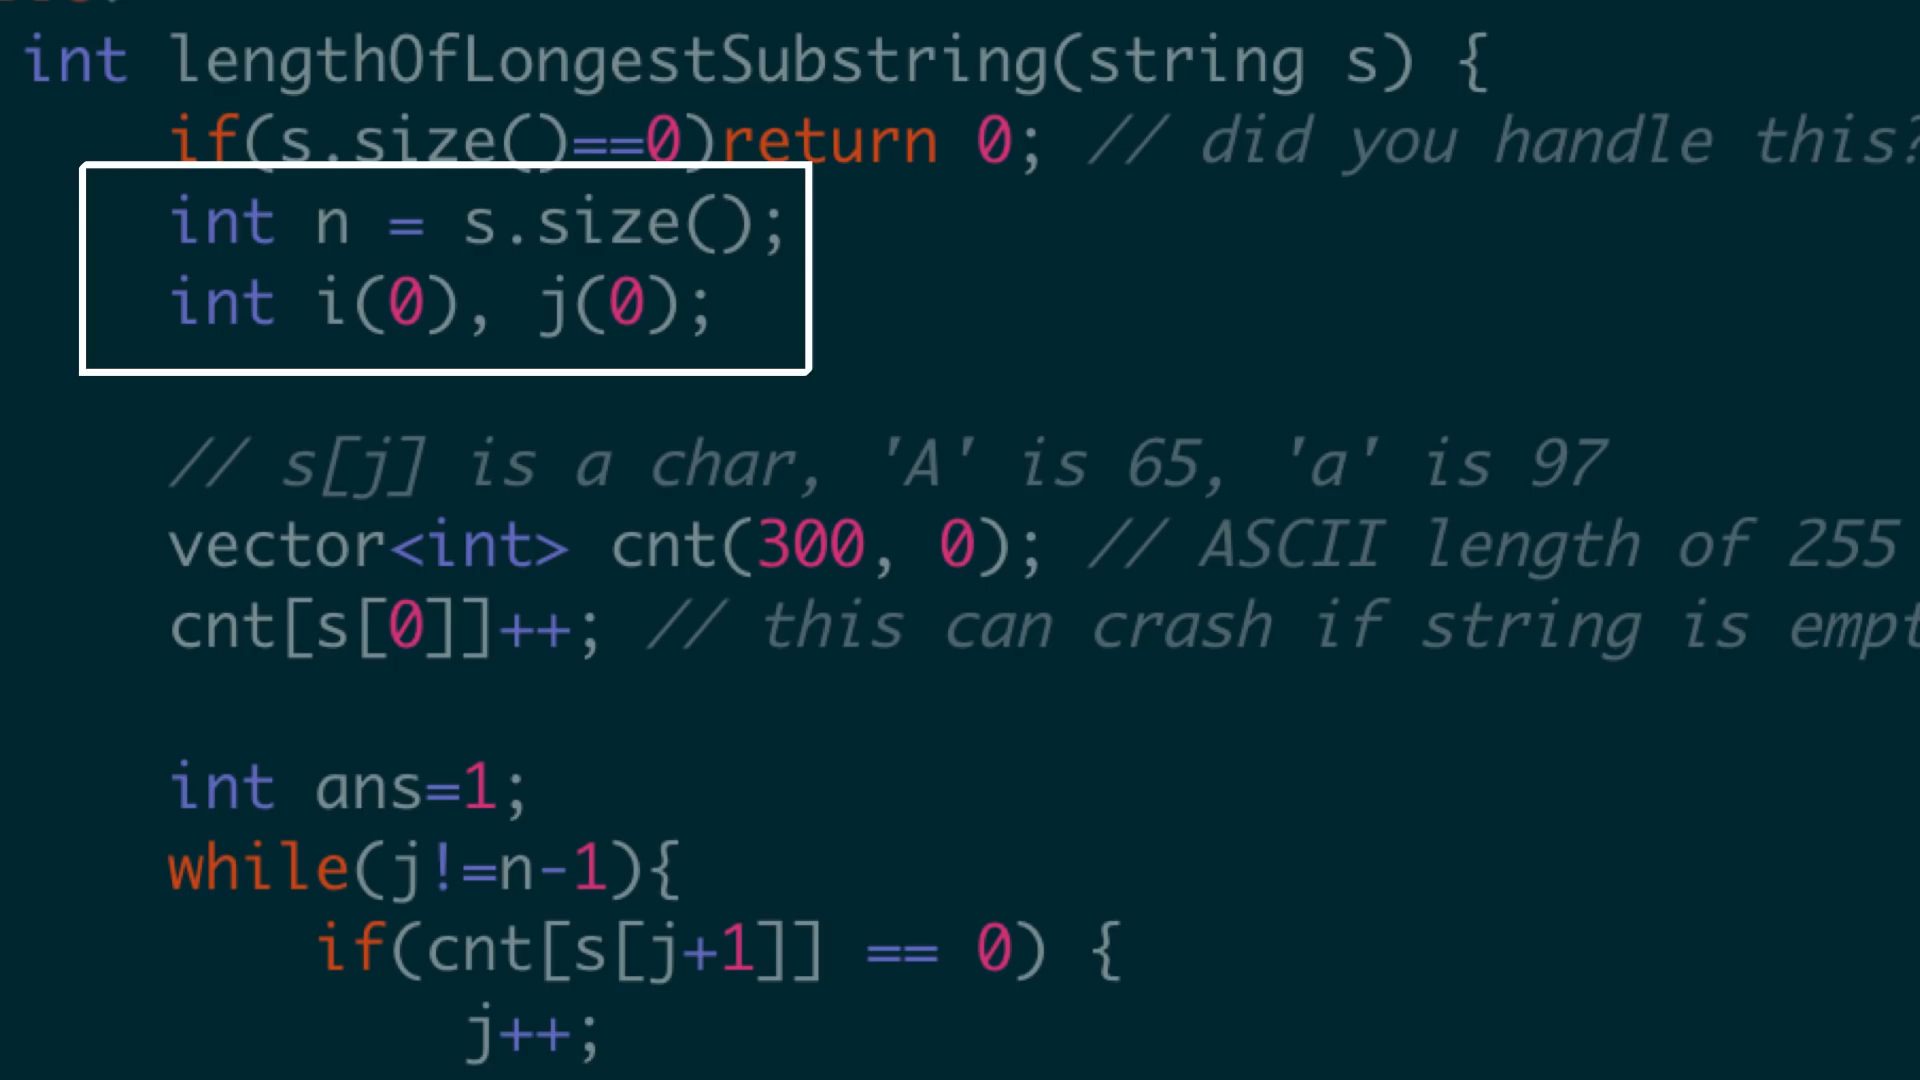 int lengthOfLongestSubstring(string s) {
if(s.size()==0)return 0; // did you handle this?
int n = s.size();
int i(0), j(0);
// s[j] is a char, 'A' is 65, 'a' is 97
vector<int> cnt(300, 0); // ASCII length of 255
cnt[s[0]]++; // this can crash if string is empt
int ans=1;
while(j!=n-1){
if(cnt[s[j+1]] == 0) {
j++;